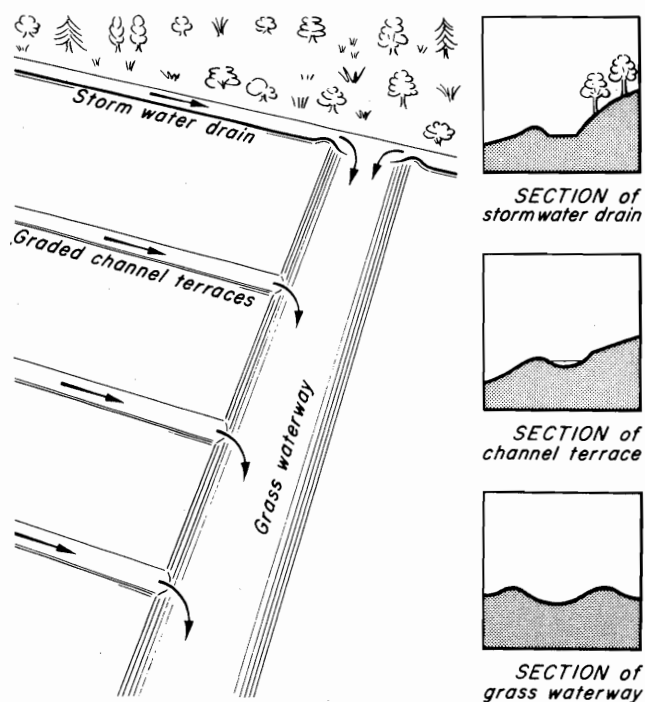 Storm water drain
Graded channel terraces
Grass waterway
SECTION of
stormwater drain
SECTION of
channel terrace
SECTION of
grass waterway